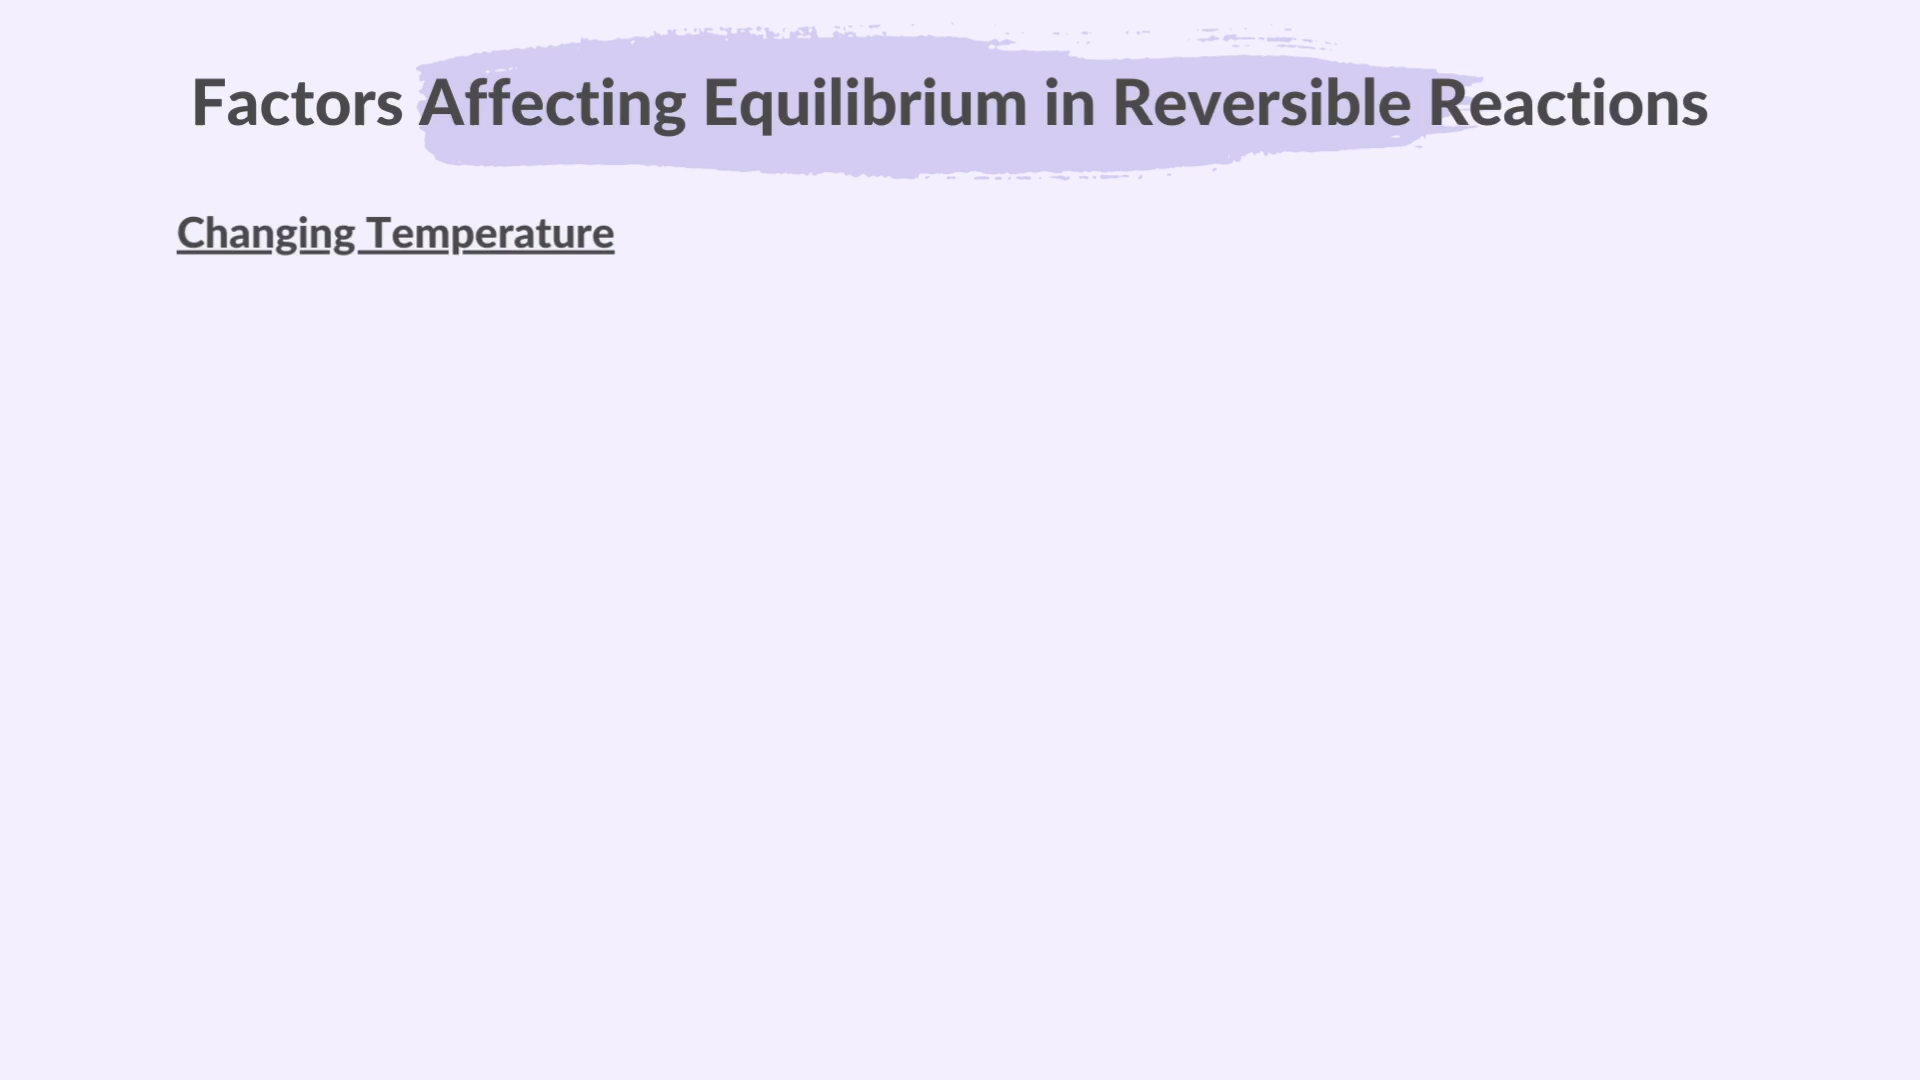 Factors Affecting Equilibrium in Reversible Reactions
Changing Temperature